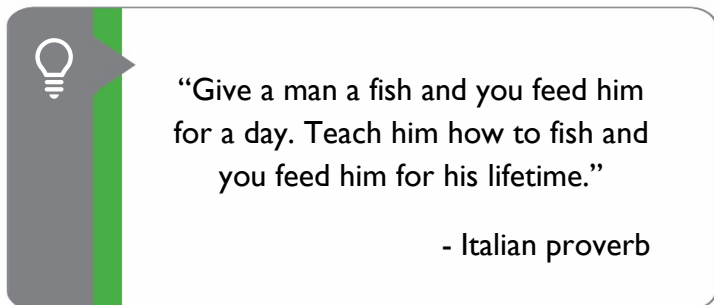 “Give a man a fish and you feed him
for a day. Teach him how to fish and
you feed him for his lifetime.”
- Italian proverb